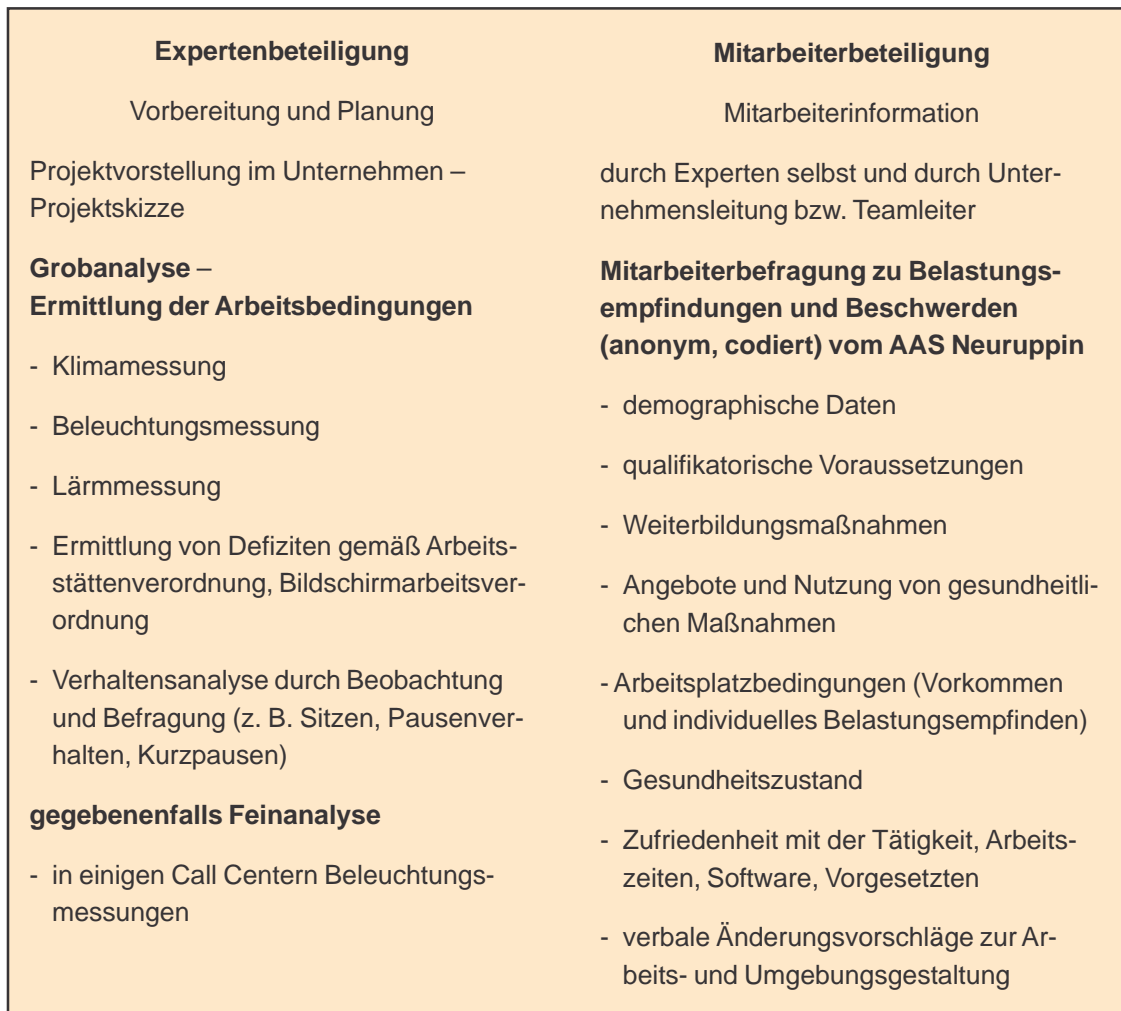 Expertenbeteiligung
Vorbereitung und Planung
Projektvorstellung im Unternehmen –
Projektskizze
Grobanalyse –
Ermittlung der Arbeitsbedingungen
- Klimamessung
- Beleuchtungsmessung
- Lärmmessung
- Ermittlung von Defiziten gemäß Arbeits-
stättenverordnung, Bildschirmarbeitsver-
ordnung
- Verhaltensanalyse durch Beobachtung
und Befragung (z. B. Sitzen, Pausenver-
halten, Kurzpausen)
gegebenenfalls Feinanalyse
- in einigen Call Centern Beleuchtungs-
messungen
Mitarbeiterbeteiligung
Mitarbeiterinformation
durch Experten selbst und durch Unter-
nehmensleitung bzw. Teamleiter
Mitarbeiterbefragung zu Belastungs-
empfindungen und Beschwerden
(anonym, codiert) vom AAS Neuruppin
- demographische Daten
- qualifikatorische Voraussetzungen
- Weiterbildungsmaßnahmen
- Angebote und Nutzung von gesundheitli-
chen Maßnahmen
- Arbeitsplatzbedingungen (Vorkommen
und individuelles Belastungsempfinden)
- Gesundheitszustand
- Zufriedenheit mit der Tätigkeit, Arbeits-
zeiten, Software, Vorgesetzten
- verbale Änderungsvorschläge zur Ar-
beits- und Umgebungsgestaltung